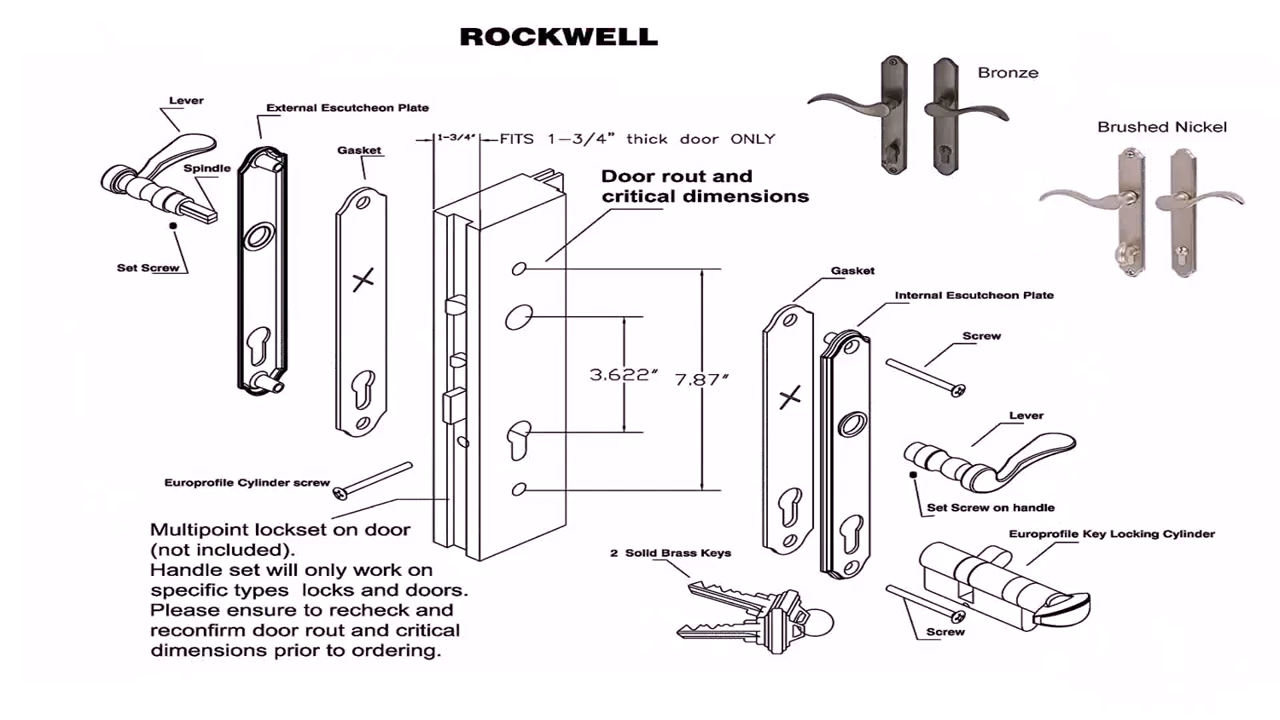 ROCKWELL
Bronze
Brushed Nickel
Lever
External Escutcheon Plate
Gasket
Spindle
Set Screw
1-3/4"
FITS 1-3/4" thick door ONLY
Door rout and
critical dimensions
3.622"
7.87"
Gasket
Internal Escutcheon Plate
Screw
Lever
Set Screw on handle
Europrofile Key Locking Cylinder
Screw
2 Solid Brass Keys
Europrofile Cylinder screw
Multipoint lockset on door
(not included).
Handle set will only work on
specific types locks and doors.
Please ensure to recheck and
reconfirm door rout and critical
dimensions prior to ordering.